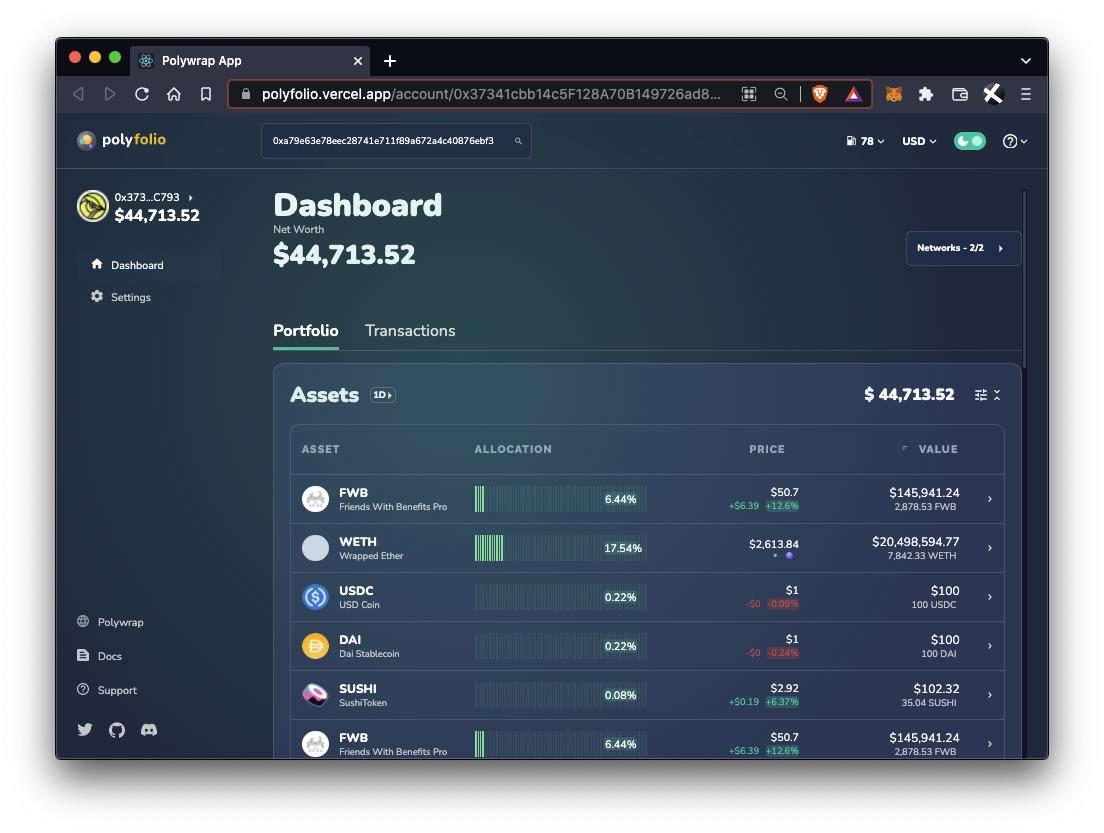 Polywrap App
polyfolio.vercel.app/account/0x37341cbb14c5F128A70B149726ad8...
polyfolio
0xa79e63e78eec28741e711f89a672a4c40876ebf3
78
USD
0x373...C793
$44,713.52
Dashboard
Settings
Polywrap
Docs
Support
Dashboard
Net Worth
$44,713.52
Networks - 2/2
Portfolio Transactions
Assets 1D $ 44,713.52
ASSET ALLOCATION PRICE VALUE
FWB 6.44% $50.7 $145,941.24
Friends With Benefits Pro +$6.39 +12.6% 2,878.53 FWB
WETH 17.54% $2,613.84 $20,498,594.77
Wrapped Ether 7,842.33 WETH
USDC 0.22% $1 $100
USD Coin -$0 -0.09% 100 USDC
DAI 0.22% $1 $100
Dai Stablecoin -$0 -0.24% 100 DAI
SUSHI 0.08% $2.92 $102.32
SushiToken +$0.19 +6.37% 35.04 SUSHI
FWB 6.44% $50.7 $145,941.24
Friends With Benefits Pro +$6.39 +12.6% 2,878.53 FWB